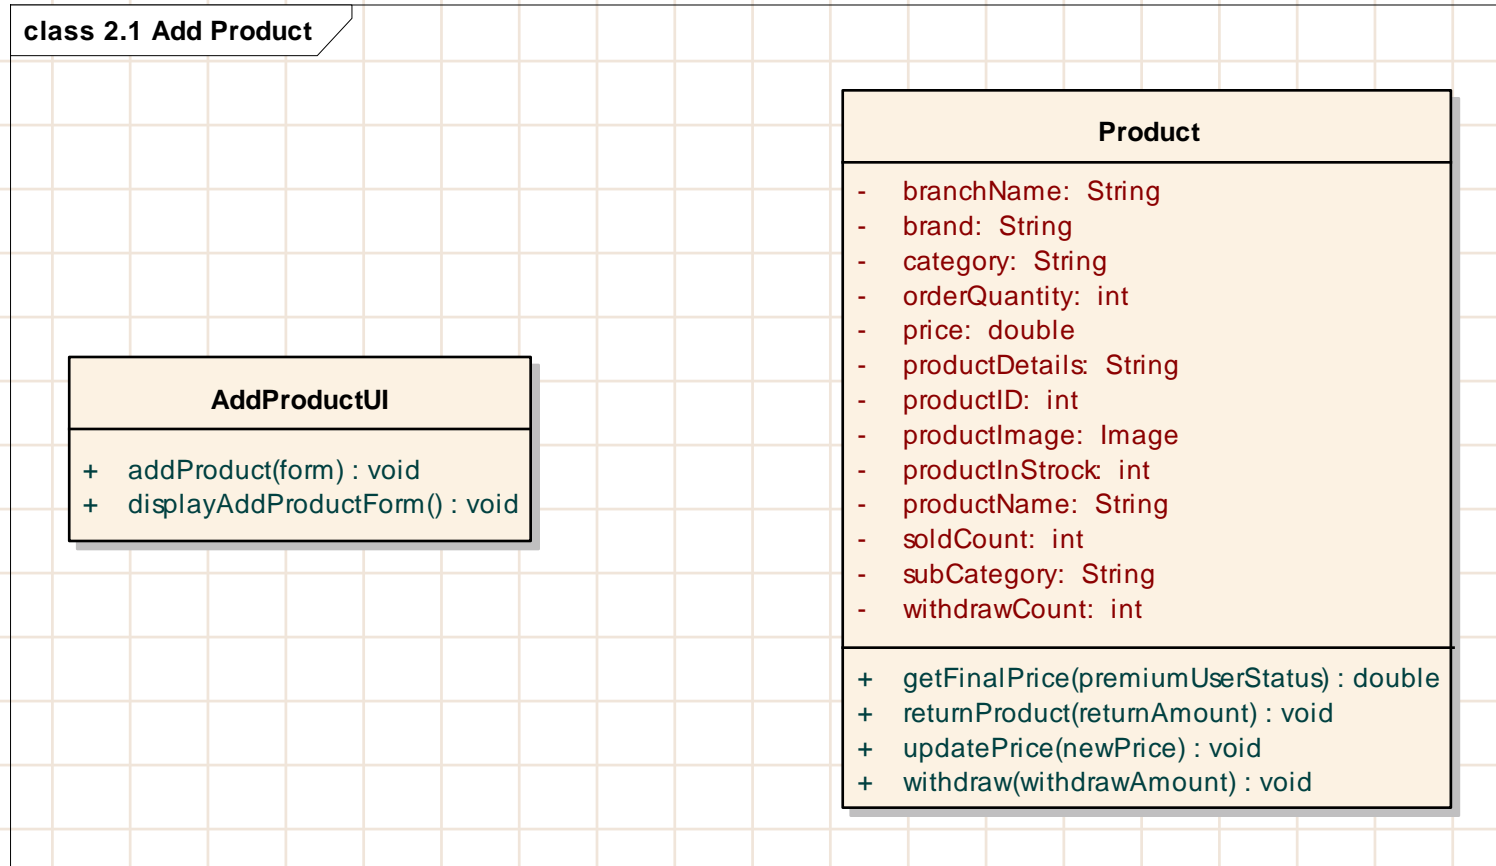 class 2.1 Add Product
Product
- branchName: String
- brand: String
- category: String
- orderQuantity: int
- price: double
- productDetails: String
- productID: int
- productImage: Image
- productInStrock: int
- productName: String
- soldCount: int
- subCategory: String
- withdrawCount: int
+ getFinalPrice(premiumUserStatus) : double
+ returnProduct(returnAmount) : void
+ updatePrice(newPrice) : void
+ withdraw(withdrawAmount) : void
AddProductUI
+ addProduct(form) : void
+ displayAddProductForm() : void